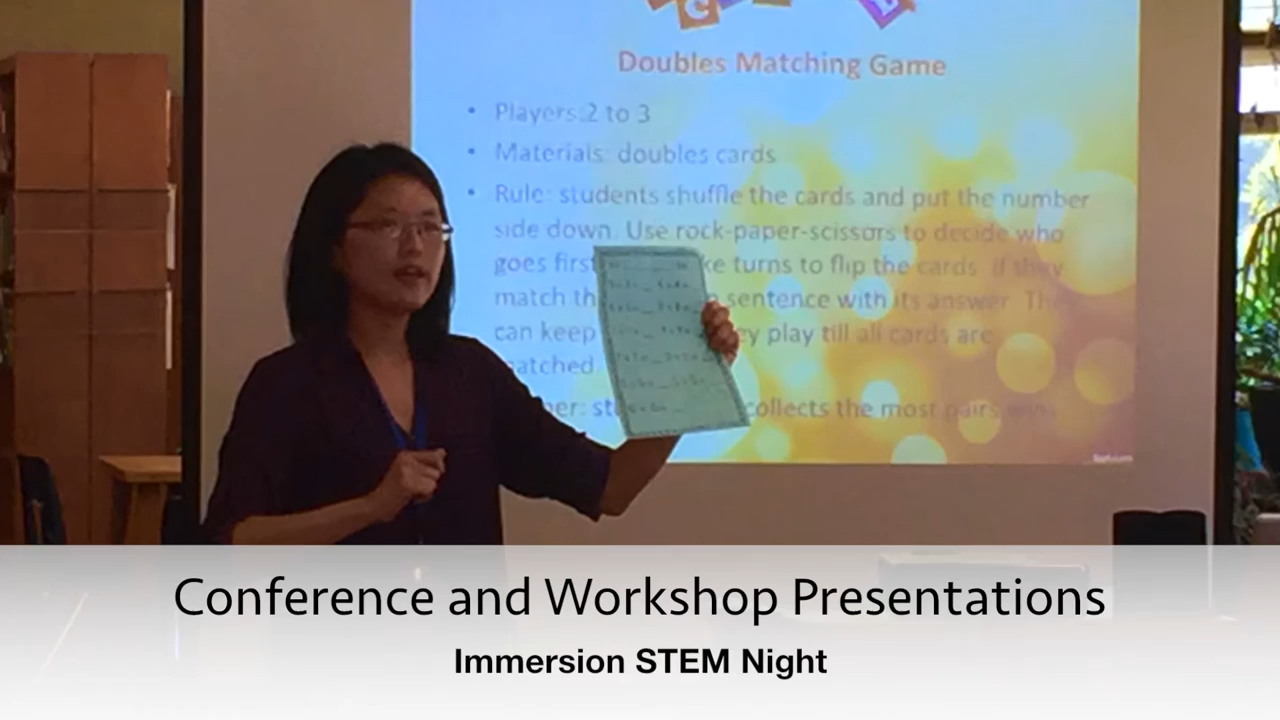 C
Doubles Matching Game
• Players:2 to 3
• Materials: doubles cards
• Rule: students shuffle the cards and put the number
side down. Use rock-paper-scissors to decide who
goes first ke turns to flip the cards. If they
match th sentence with its answer. The
can keep ey play till all cards are
atched
er: st collects the most pairs
Conference and Workshop Presentations
Immersion STEM Night